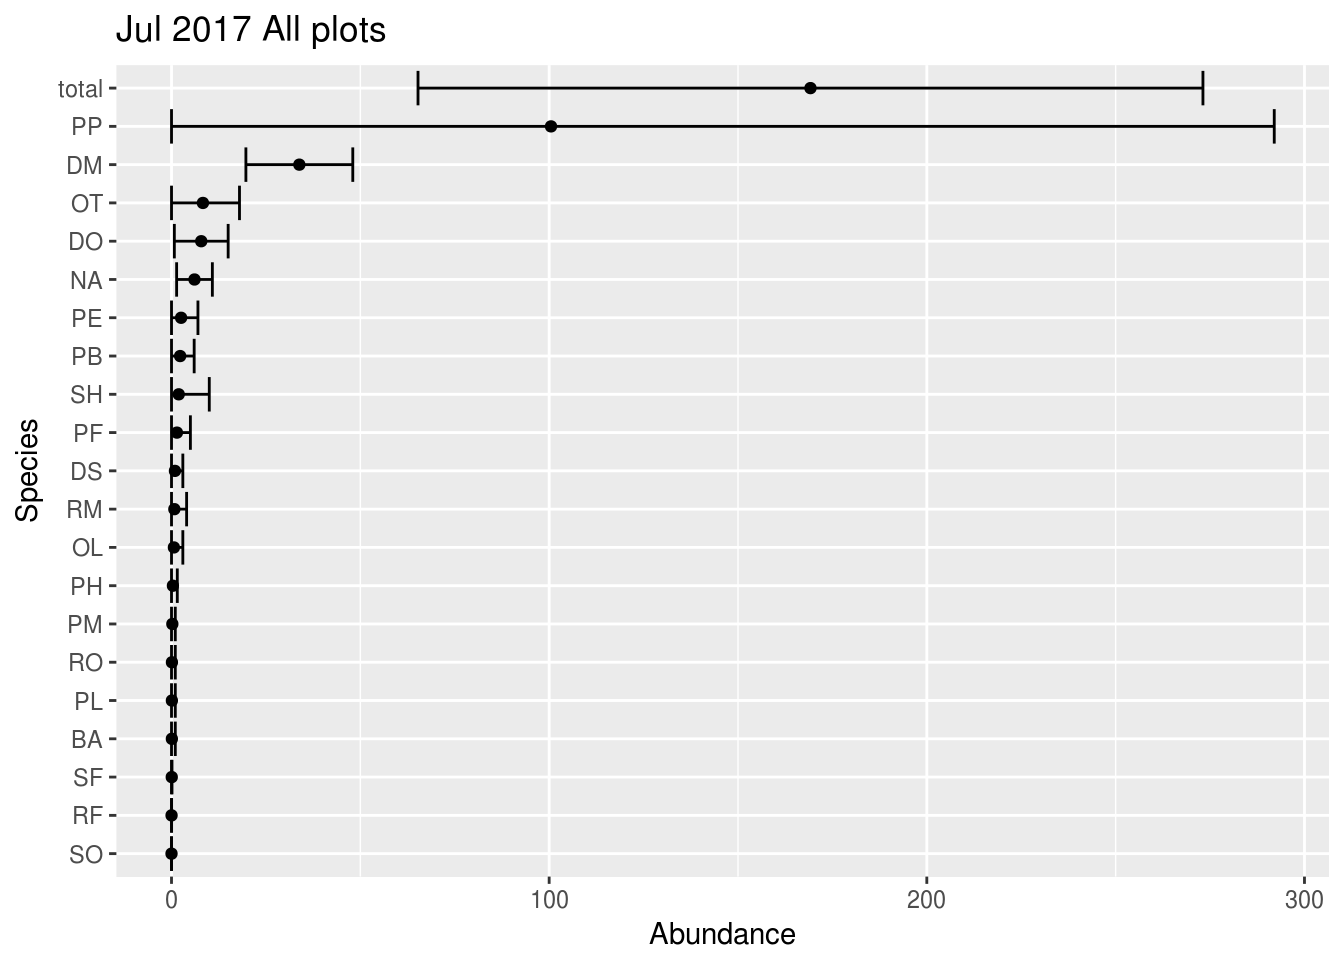 Jul 2017 All plots
total
PP
DM
OT
DO
NA
PE
PB
SH
PF
DS
RM
OL
PH
PM
RO
PL
BA
SF
RF
SO
Species
0 100 200 300
Abundance